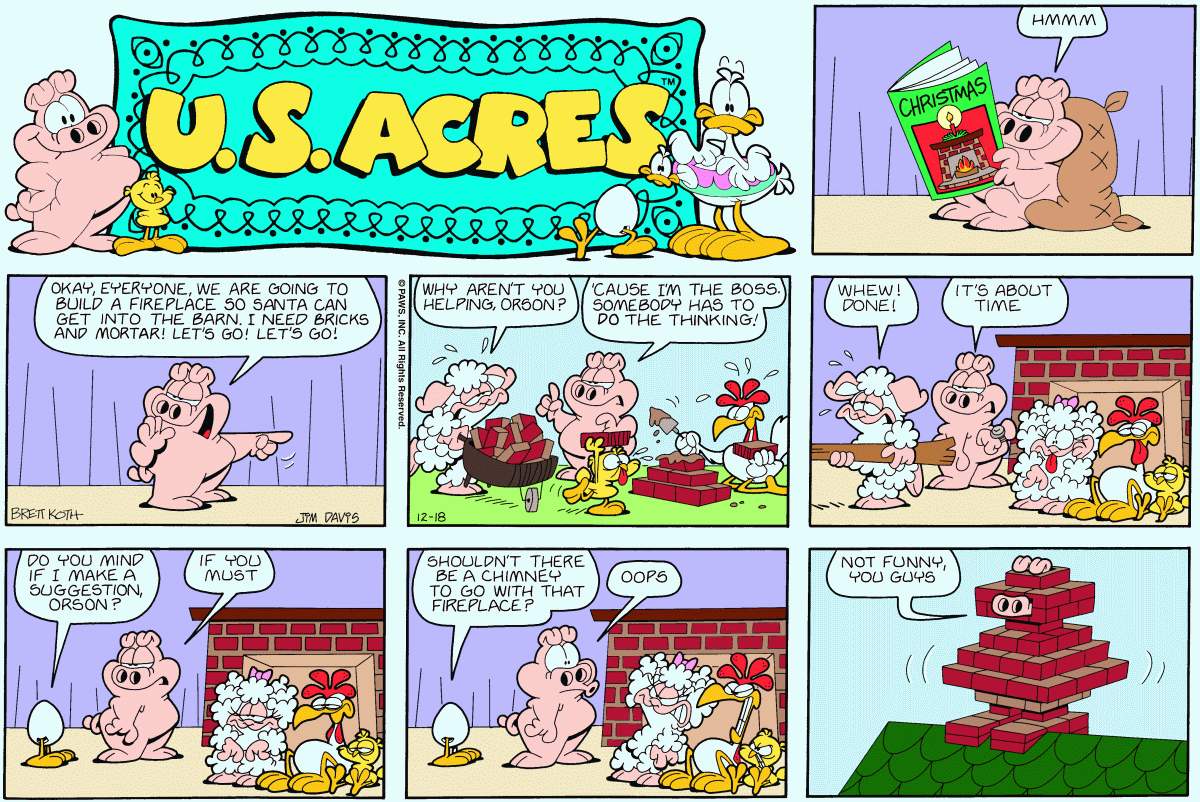 U.S. ACRES
TM
HMMM
CHRISTMAS
OKAY, EVERYONE, WE ARE GOING TO
BUILD A FIREPLACE SO SANTA CAN
GET INTO THE BARN. I NEED BRICKS
AND MORTAR! LET'S GO! LET'S GO!
BRETT KOTH
JIM DAVIS
© PAWS, INC. All Rights Reserved.
WHY AREN'T YOU
HELPING, ORSON?
'CAUSE I'M THE BOSS.
SOMEBODY HAS TO
DO THE THINKING!
12-18
WHEW!
DONE!
IT'S ABOUT
TIME
DO YOU MIND
IF I MAKE A
SUGGESTION,
ORSON?
IF YOU
MUST
SHOULDN'T THERE
BE A CHIMNEY
TO GO WITH THAT
FIREPLACE?
OOPS
NOT FUNNY,
YOU GUYS